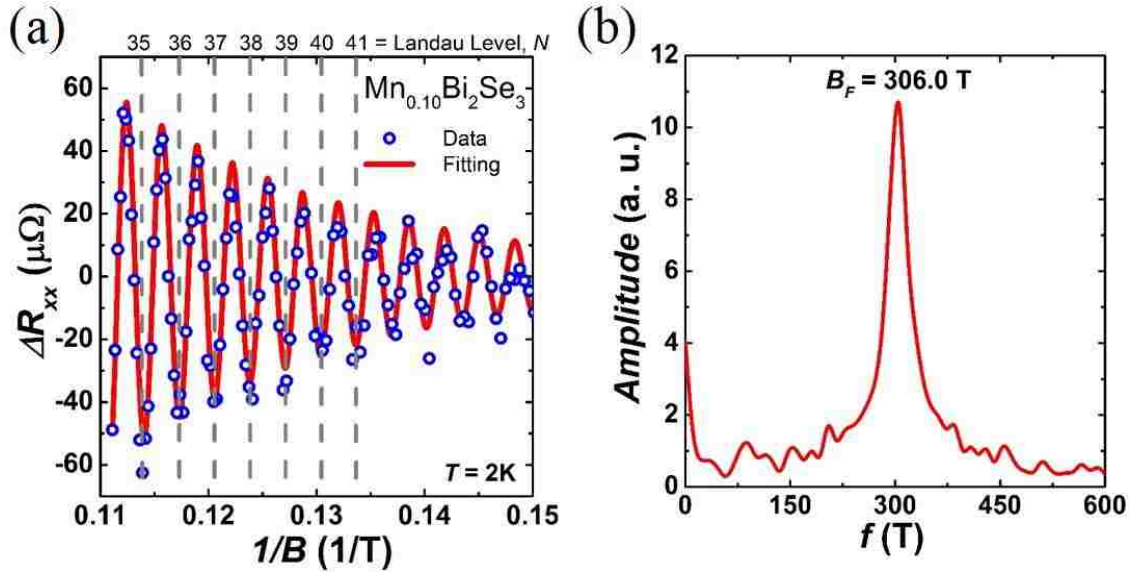 (a)
35 36 37 38 39 40 41 = Landau Level, N
Mn0.10Bi2Se3
Data
Fitting
60
40
20
0
-20
-40
-60
ΔRxx (μΩ)
T = 2K
0.11 0.12 0.13 0.14 0.15
1/B (1/T)
(b)
BF = 306.0 T
12
10
8
6
4
2
0
Amplitude (a. u.)
0 150 300 450 600
f (T)